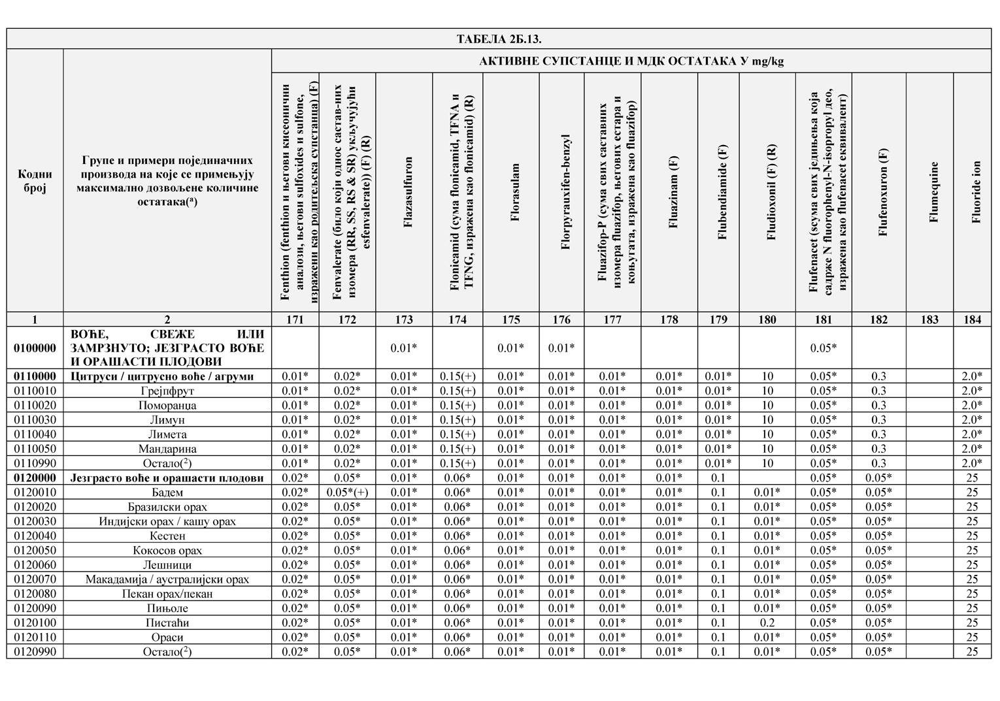 ТАБЕЛА 2Б.13.
Кодни број
Групе и примери појединачних производа на које се примењују максимално дозвољене количине остатака(ᵃ)
АКТИВНЕ СУПСТАНЦЕ И МДК ОСТАТАКА У mg/kg
Fenthion (fenthion и његови кисеонични
аналози, његови sulfoxides и sulfone,
изражени као родитељска супстанца) (F)
Fenvalerate (било који однос састав-них
изомера (RR, SS, RS & SR) укључујући
esfenvalerate)) (F) (R)
Flazasulfuron
Flonicamid (сума flonicamid, TFNA и
TFNG, изражена као flonicamid) (R)
Florasulam
Florpyrauxifen-benzyl
Fluazifop-P (сума свих саставних
изомера fluazifop, његових естара и
коњугата, изражена као fluazifop)
Fluazinam (F)
Flubendiamide (F)
Fludioxonil (F) (R)
Flufenacet (sсума свих једињења која
садрже N fluorophenyl-N-isopropyl део,
изражена као flufenacet еквивалент)
Flufenoxuron (F)
Flumequine
Fluoride ion
1 2 171 172 173 174 175 176 177 178 179 180 181 182 183 184
0100000 ВОЋЕ, СВЕЖЕ ИЛИ
ЗАМРЗНУТО; ЈЕЗГРАСТО ВОЋЕ
И ОРАШАСТИ ПЛОДОВИ
0.01* 0.01* 0.01* 0.05*
0110000 Цитруси / цитрусно воће / агруми 0.01* 0.02* 0.01* 0.15(+) 0.01* 0.01* 0.01* 0.01* 0.01* 10 0.05* 0.3 2.0*
0110010 Грејпфрут 0.01* 0.02* 0.01* 0.15(+) 0.01* 0.01* 0.01* 0.01* 0.01* 10 0.05* 0.3 2.0*
0110020 Поморанџа 0.01* 0.02* 0.01* 0.15(+) 0.01* 0.01* 0.01* 0.01* 0.01* 10 0.05* 0.3 2.0*
0110030 Лимун 0.01* 0.02* 0.01* 0.15(+) 0.01* 0.01* 0.01* 0.01* 0.01* 10 0.05* 0.3 2.0*
0110040 Лимета 0.01* 0.02* 0.01* 0.15(+) 0.01* 0.01* 0.01* 0.01* 0.01* 10 0.05* 0.3 2.0*
0110050 Мандарина 0.01* 0.02* 0.01* 0.15(+) 0.01* 0.01* 0.01* 0.01* 0.01* 10 0.05* 0.3 2.0*
0110990 Остало(²) 0.01* 0.02* 0.01* 0.15(+) 0.01* 0.01* 0.01* 0.01* 0.01* 10 0.05* 0.3 2.0*
0120000 Језграсто воће и орашасти плодови 0.02* 0.05* 0.01* 0.06* 0.01* 0.01* 0.01* 0.01* 0.1 0.05* 0.05* 25
0120010 Бадем 0.02* 0.05*(+) 0.01* 0.06* 0.01* 0.01* 0.01* 0.01* 0.1 0.01* 0.05* 0.05* 25
0120020 Бразилски орах 0.02* 0.05* 0.01* 0.06* 0.01* 0.01* 0.01* 0.01* 0.1 0.01* 0.05* 0.05* 25
0120030 Индијски орах / кашу орах 0.02* 0.05* 0.01* 0.06* 0.01* 0.01* 0.01* 0.01* 0.1 0.01* 0.05* 0.05* 25
0120040 Кестен 0.02* 0.05* 0.01* 0.06* 0.01* 0.01* 0.01* 0.01* 0.1 0.01* 0.05* 0.05* 25
0120050 Кокосов орах 0.02* 0.05* 0.01* 0.06* 0.01* 0.01* 0.01* 0.01* 0.1 0.01* 0.05* 0.05* 25
0120060 Лешници 0.02* 0.05* 0.01* 0.06* 0.01* 0.01* 0.01* 0.01* 0.1 0.01* 0.05* 0.05* 25
0120070 Макадамија / аустралијски орах 0.02* 0.05* 0.01* 0.06* 0.01* 0.01* 0.01* 0.01* 0.1 0.01* 0.05* 0.05* 25
0120080 Пекан орах/пекан 0.02* 0.05* 0.01* 0.06* 0.01* 0.01* 0.01* 0.01* 0.1 0.01* 0.05* 0.05* 25
0120090 Пињоле 0.02* 0.05* 0.01* 0.06* 0.01* 0.01* 0.01* 0.01* 0.1 0.01* 0.05* 0.05* 25
0120100 Пистаћи 0.02* 0.05* 0.01* 0.06* 0.01* 0.01* 0.01* 0.01* 0.1 0.2 0.05* 0.05* 25
0120110 Ораси 0.02* 0.05* 0.01* 0.06* 0.01* 0.01* 0.01* 0.01* 0.1 0.01* 0.05* 0.05* 25
0120990 Остало(²) 0.02* 0.05* 0.01* 0.06* 0.01* 0.01* 0.01* 0.01* 0.1 0.01* 0.05* 0.05* 25